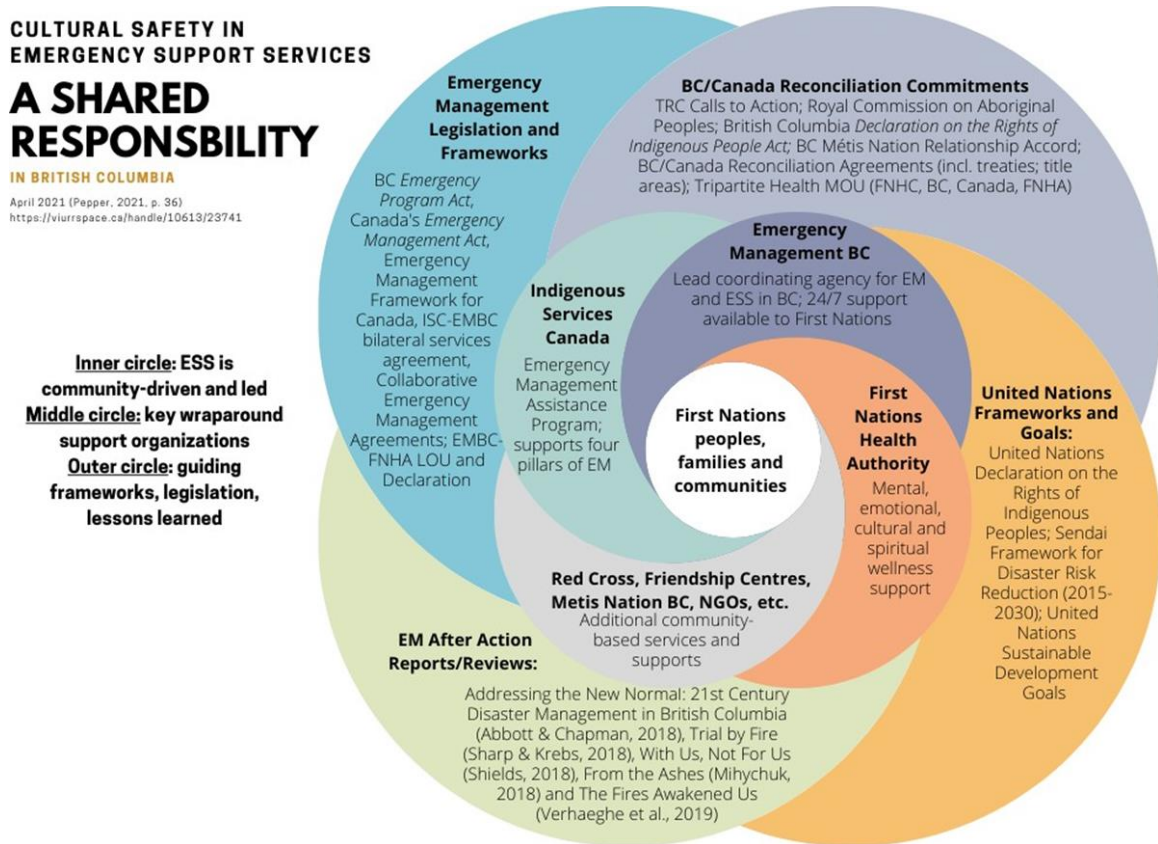 CULTURAL SAFETY IN
EMERGENCY SUPPORT SERVICES
A SHARED
RESPONSBILITY
IN BRITISH COLUMBIA
April 2021 (Pepper, 2021, p. 36)
https://viurrspace.ca/handle/10613/23741
Inner circle: ESS is
community-driven and led
Middle circle: key wraparound
support organizations
Outer circle: guiding
frameworks, legislation,
lessons learned
Emergency
Management
Legislation and
Frameworks
BC Emergency
Program Act,
Canada's Emergency
Management Act,
Emergency
Management
Framework for
Canada, ISC-EMBC
bilateral services
agreement,
Collaborative
Emergency
Management
Agreements; EMBC-
FNHA LOU and
Declaration
BC/Canada Reconciliation Commitments
TRC Calls to Action; Royal Commission on Aboriginal
Peoples; British Columbia Declaration on the Rights of
Indigenous People Act; BC Métis Nation Relationship Accord;
BC/Canada Reconciliation Agreements (incl. treaties; title
areas); Tripartite Health MOU (FNHC, BC, Canada, FNHA)
Emergency
Management BC
Lead coordinating agency for EM
and ESS in BC; 24/7 support
available to First Nations
Indigenous
Services
Canada
Emergency
Management
Assistance
Program;
supports four
pillars of EM
First Nations
peoples,
families and
communities
First
Nations
Health
Authority
Mental,
emotional,
cultural and
spiritual
wellness
support
United Nations
Frameworks and
Goals:
United Nations
Declaration on the
Rights of
Indigenous
Peoples; Sendai
Framework for
Disaster Risk
Reduction (2015-
2030); United
Nations
Sustainable
Development
Goals
Red Cross, Friendship Centres,
Metis Nation BC, NGOs, etc.
Additional community-
based services and
supports
EM After Action
Reports/Reviews:
Addressing the New Normal: 21st Century
Disaster Management in British Columbia
(Abbott & Chapman, 2018), Trial by Fire
(Sharp & Krebs, 2018), With Us, Not For Us
(Shields, 2018), From the Ashes (Mihychuk,
2018) and The Fires Awakened Us
(Verhaeghe et al., 2019)